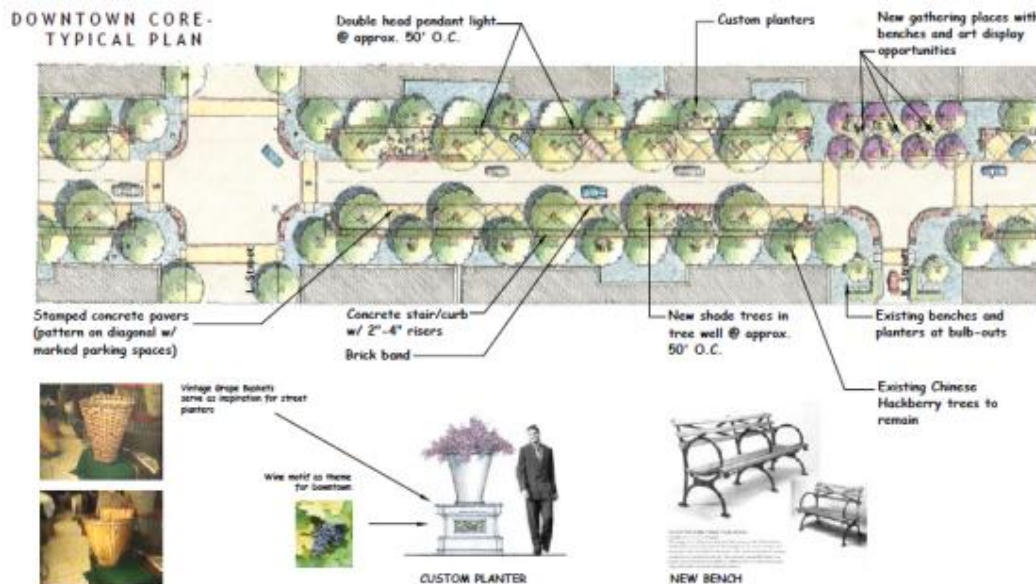 DOWNTOWN CORE-
TYPICAL PLAN
Double head pendant light
@ approx. 50' O.C.
Custom planters
New gathering places with
benches and art display
opportunities
Stamped concrete pavers
(pattern on diagonal w/
marked parking spaces)
Concrete stair/curb
w/ 2"-4" risers
Brick band
New shade trees in
tree well @ approx.
50' O.C.
Existing benches and
planters at bulb-outs
Existing Chinese
Hackberry trees to
remain
Vintage Grape Baskets
serve as inspiration for street
planters
Wine motif as theme
for Downtown
CUSTOM PLANTER
NEW BENCH